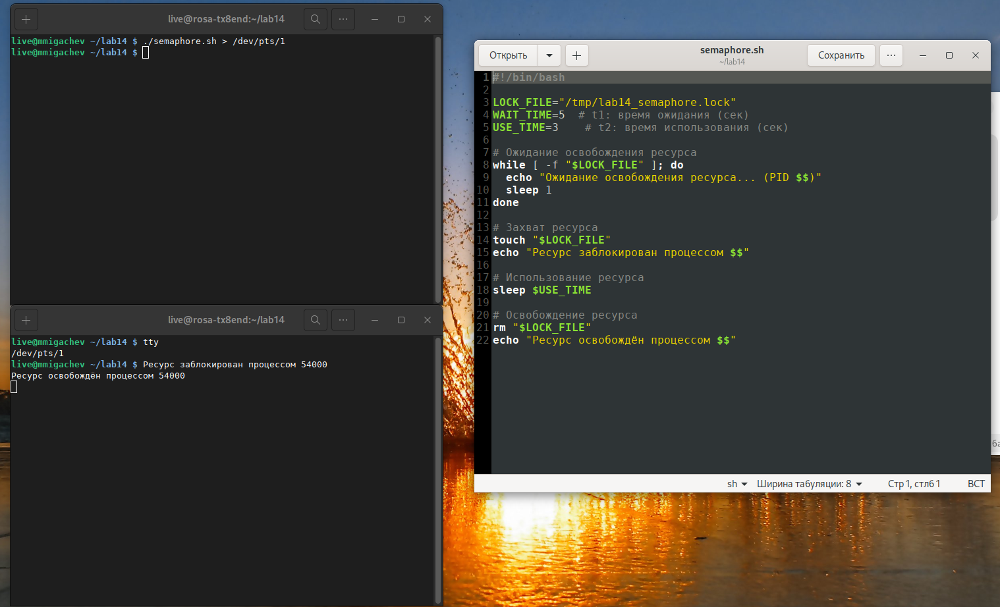 live@rosa-tx8end:~/lab14
live@mmigachev ~/lab14 $ ./semaphore.sh > /dev/pts/1
live@mmigachev ~/lab14 $
live@rosa-tx8end:~/lab14
live@mmigachev ~/lab14 $ tty
/dev/pts/1
live@mmigachev ~/lab14 $ Ресурс заблокирован процессом 54000
Ресурс освобождён процессом 54000
Открыть
semaphore.sh
~/lab14
Сохранить
1 #!/bin/bash
2
3 LOCK_FILE="/tmp/lab14_semaphore.lock"
4 WAIT_TIME=5  # t1: время ожидания (сек)
5 USE_TIME=3    # t2: время использования (сек)
6
7 # Ожидание освобождения ресурса
8 while [ -f "$LOCK_FILE" ]; do
9   echo "Ожидание освобождения ресурса... (PID $$)"
10   sleep 1
11 done
12
13 # Захват ресурса
14 touch "$LOCK_FILE"
15 echo "Ресурс заблокирован процессом $$"
16
17 # Использование ресурса
18 sleep $USE_TIME
19
20 # Освобождение ресурса
21 rm "$LOCK_FILE"
22 echo "Ресурс освобождён процессом $$"
sh Ширина табуляции: 8 Стр 1, стлб 1 ВСТ